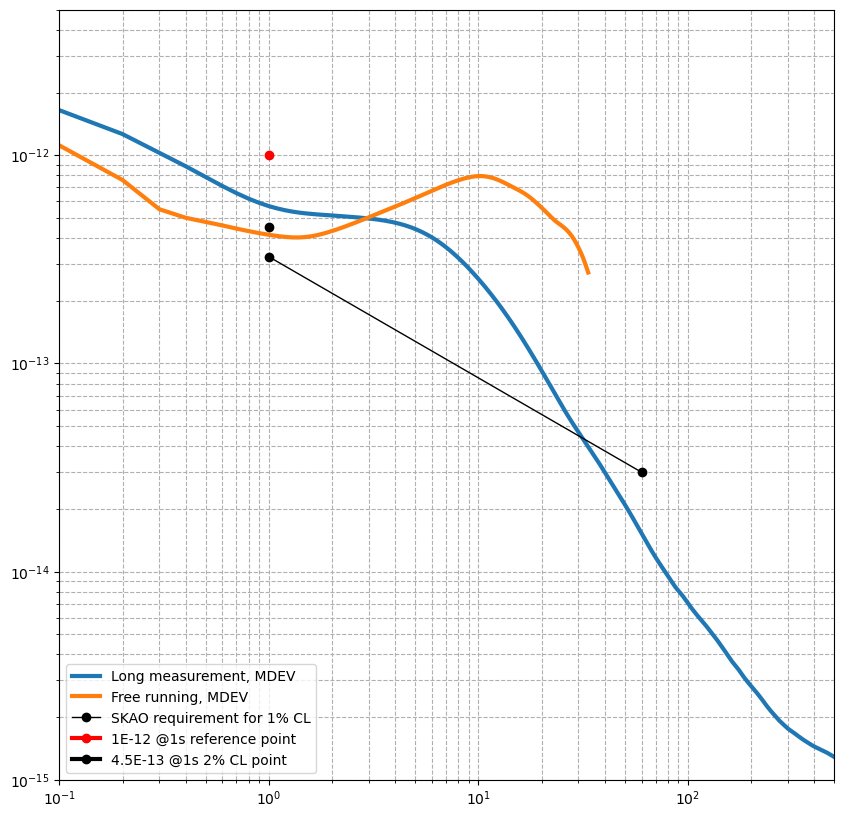 10⁻¹²
10⁻¹³
10⁻¹⁴
10⁻¹⁵
Long measurement, MDEV
Free running, MDEV
SKAO requirement for 1% CL
1E-12 @1s reference point
4.5E-13 @1s 2% CL point
10⁻¹ 10⁰ 10¹ 10²